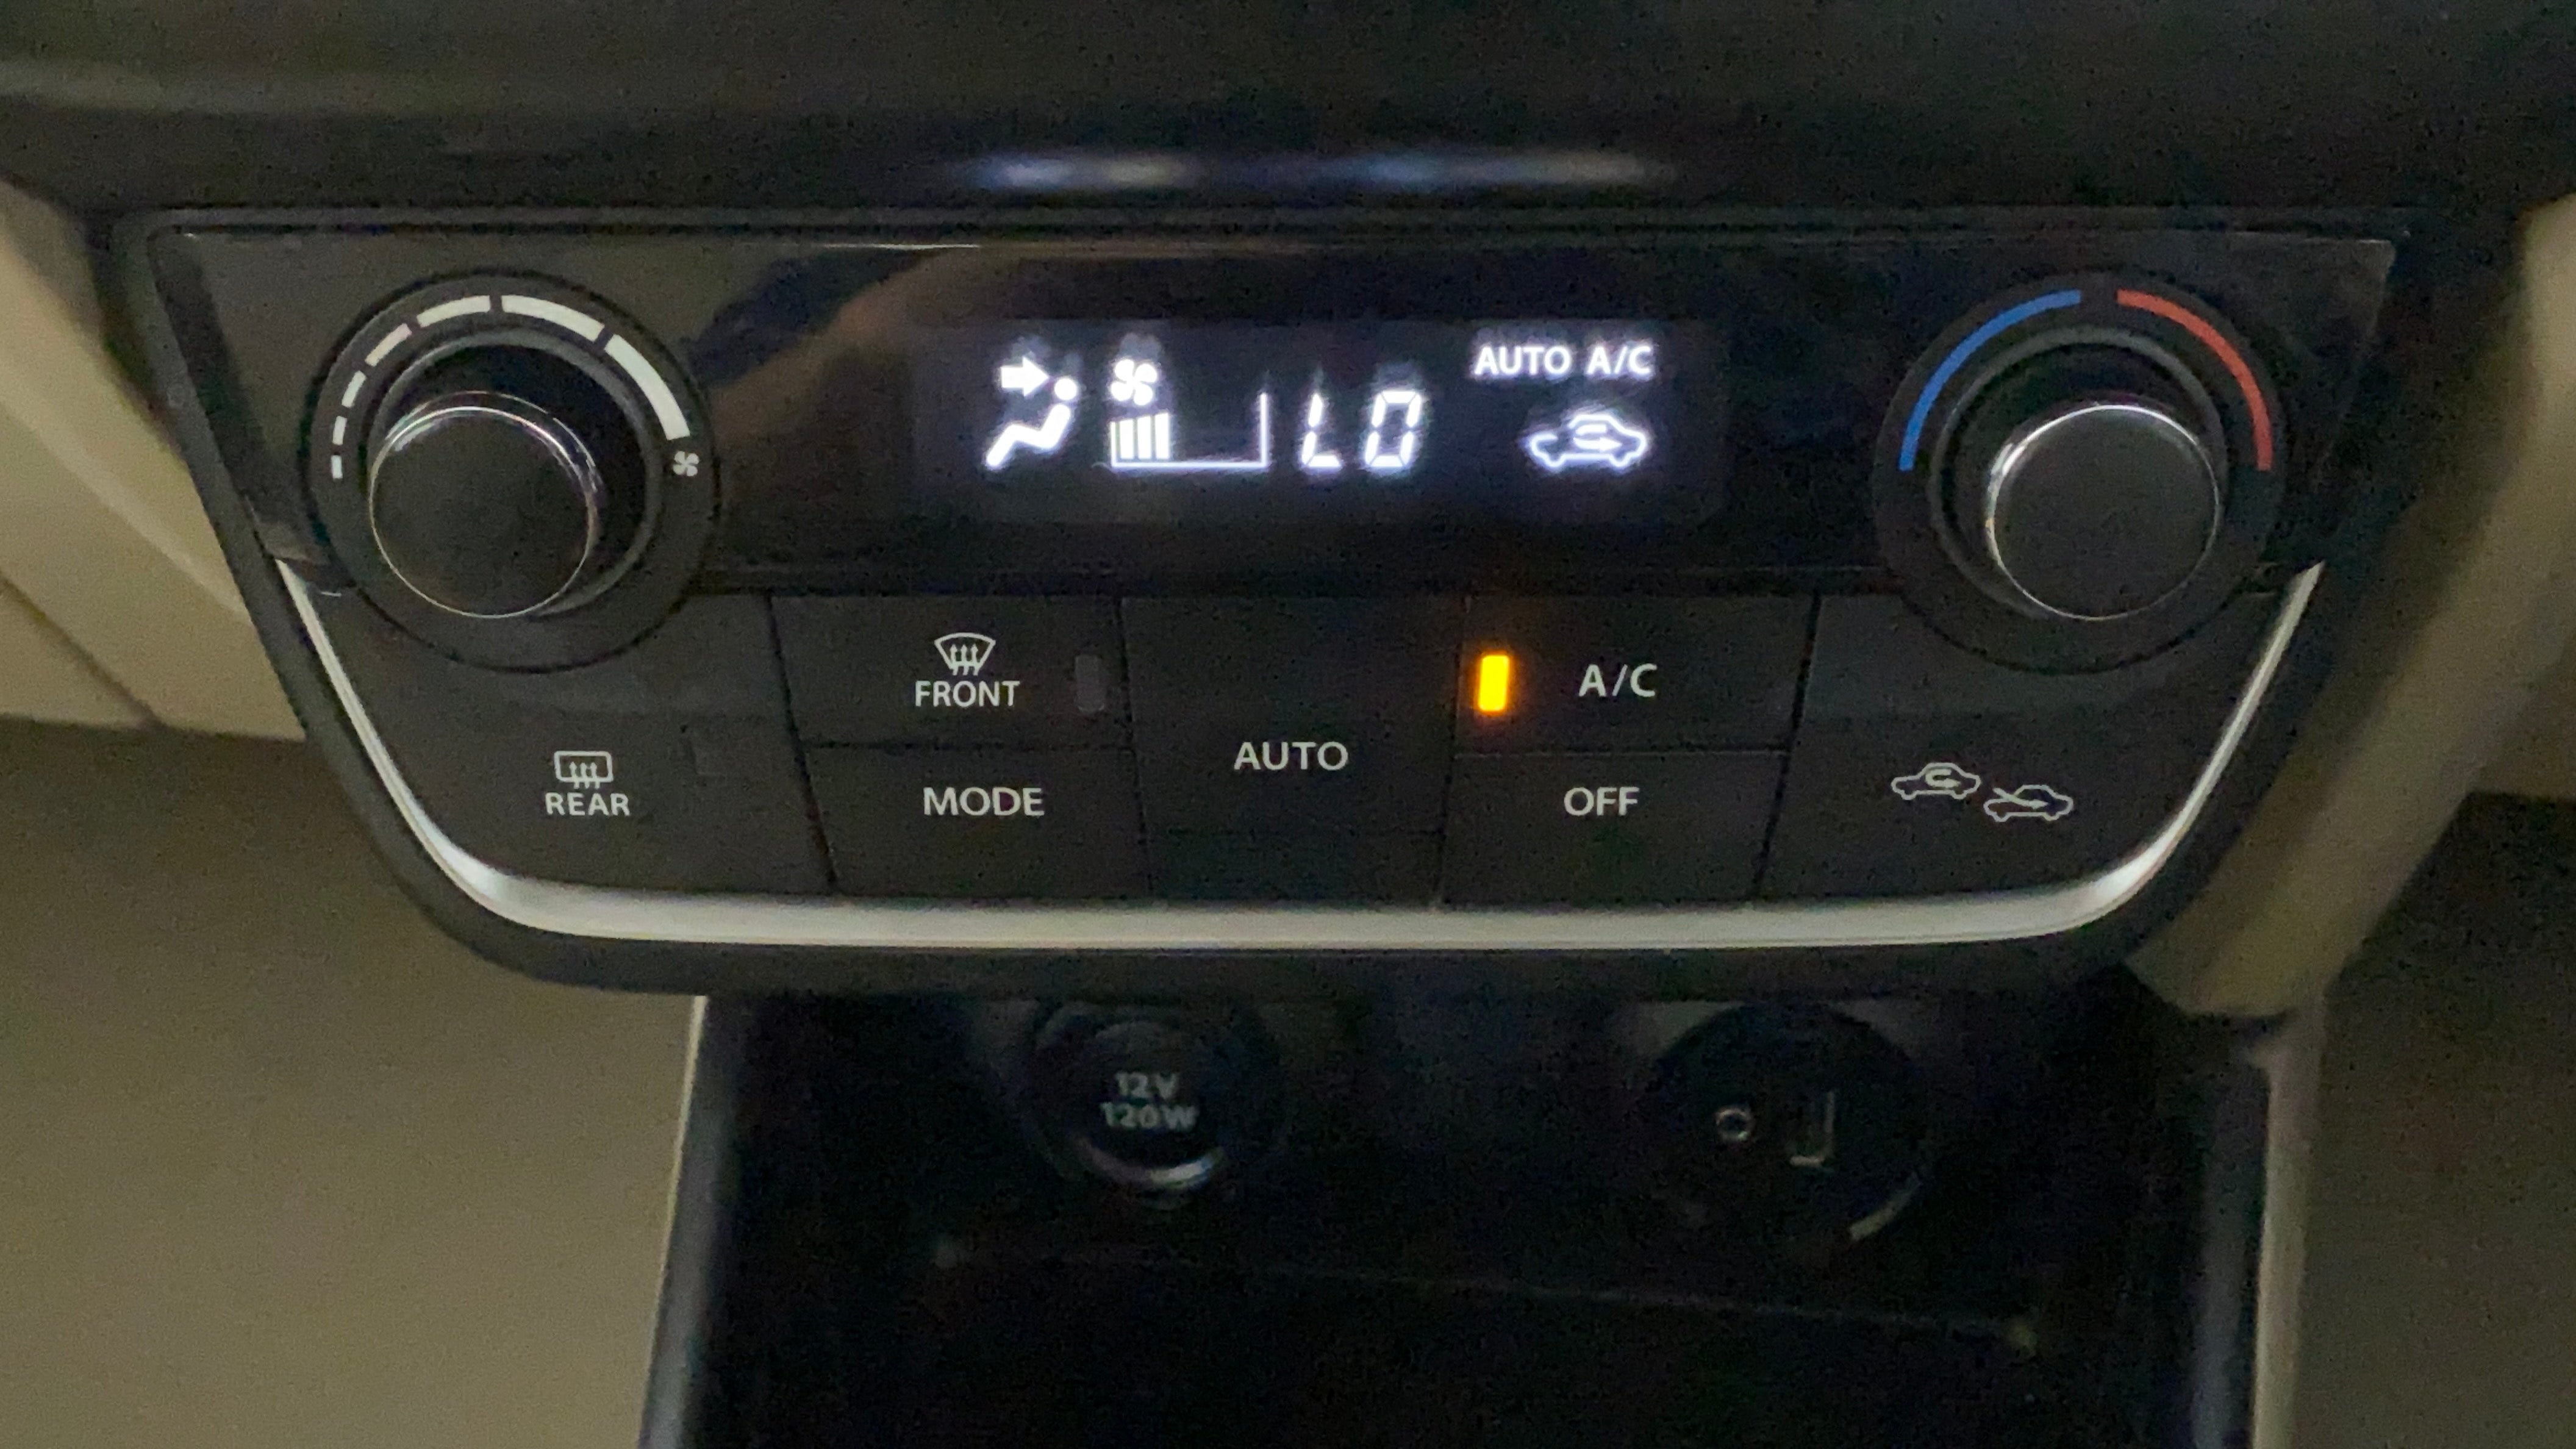 AUTO A/C
LO
FRONT
A/C
REAR
MODE
AUTO
OFF
12V
120W